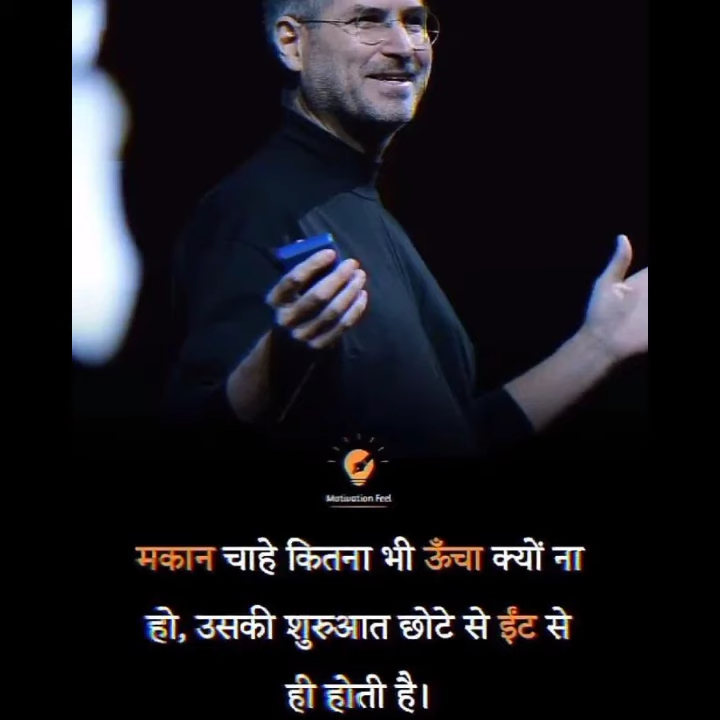 Motivation Feel
मकान चाहे कितना भी ऊँचा क्यों ना
हो, उसकी शुरुआत छोटे से ईंट से
ही होती है।